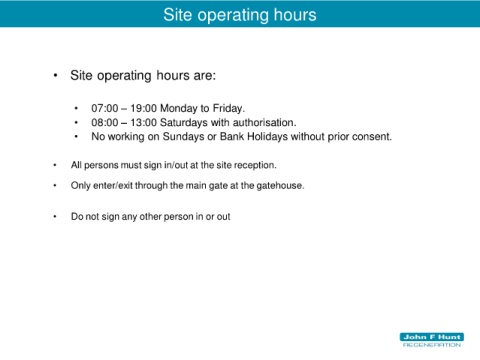 Site operating hours
• Site operating hours are:
• 07:00 – 19:00 Monday to Friday.
• 08:00 – 13:00 Saturdays with authorisation.
• No working on Sundays or Bank Holidays without prior consent.
• All persons must sign in/out at the site reception.
• Only enter/exit through the main gate at the gatehouse.
• Do not sign any other person in or out
John F Hunt
REGENERATION